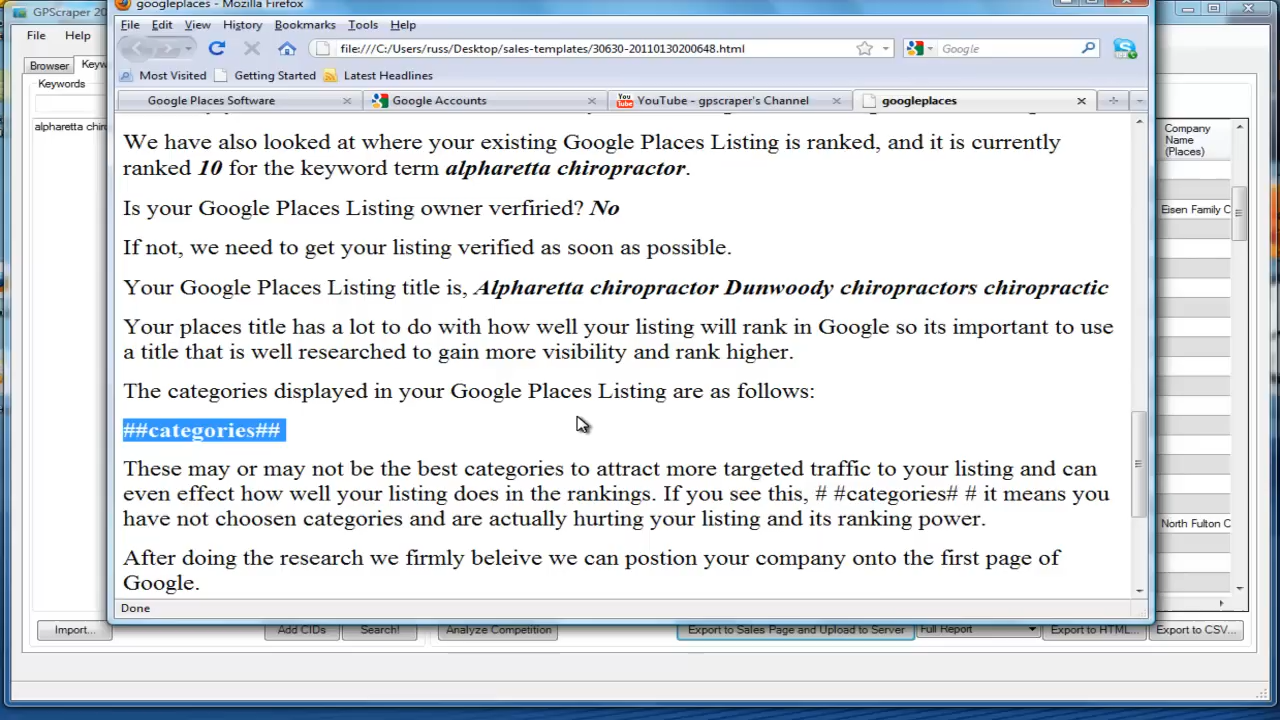 GPScraper 20
googleplaces - Mozilla Firefox
File Edit View History Bookmarks Tools Help
File Help
file:///C:/Users/russ/Desktop/sales-templates/30630-20110130200648.html
Google
Most Visited Getting Started Latest Headlines
Browser Keyw
Google Places Software Google Accounts YouTube - gpscraper's Channel googleplaces
Keywords
alpharetta chir
Company
Name
(Places)
Eisen Family C
North Fulton C
We have also looked at where your existing Google Places Listing is ranked, and it is currently
ranked 10 for the keyword term alpharetta chiropractor.
Is your Google Places Listing owner verfiried? No
If not, we need to get your listing verified as soon as possible.
Your Google Places Listing title is, Alpharetta chiropractor Dunwoody chiropractors chiropractic
Your places title has a lot to do with how well your listing will rank in Google so its important to use
a title that is well researched to gain more visibility and rank higher.
The categories displayed in your Google Places Listing are as follows:
##categories##
These may or may not be the best categories to attract more targeted traffic to your listing and can
even effect how well your listing does in the rankings. If you see this, # #categories# # it means you
have not choosen categories and are actually hurting your listing and its ranking power.
After doing the research we firmly beleive we can postion your company onto the first page of
Google.
Done
Import... Add CIDs Search! Analyze Competition Export to Sales Page and Upload to Server Full Report Export to HTML... Export to CSV...